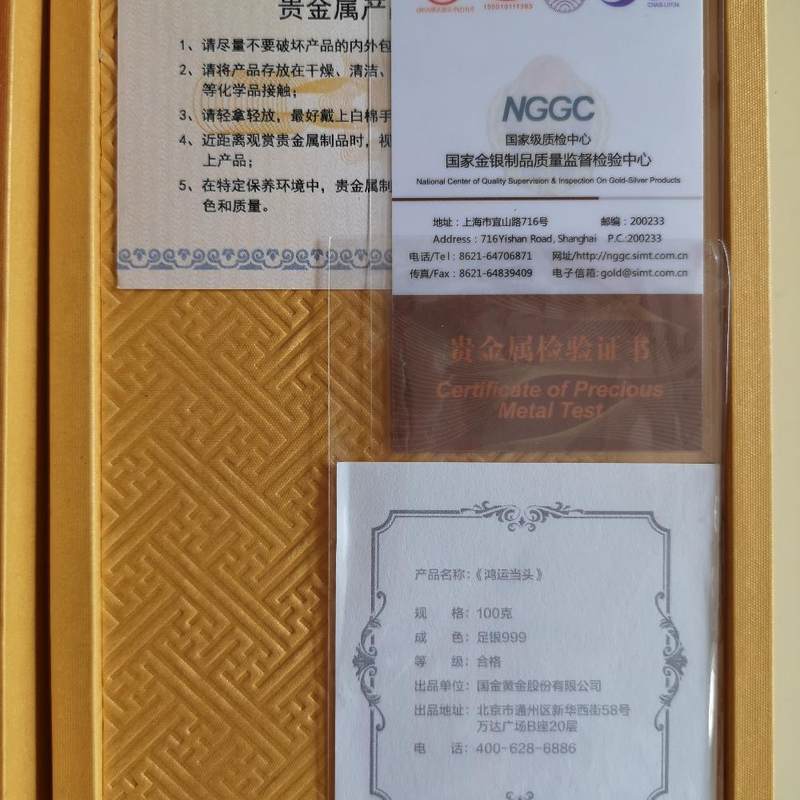 贵金属产
1、请尽量不要破坏产品的内外包
2、请将产品存放在干燥、清洁、
等化学品接触；
3、请轻拿轻放，最好戴上白棉手
4、近距离观赏贵金属制品时，视
上产品；
5、在特定保养环境中，贵金属制
色和质量。
NGGC
国家级质检中心
国家金银制品质量监督检验中心
National Center of Quality Supervision & Inspection On Gold-Silver Products
地址：上海市宜山路716号 邮编：200233
Address：716Yishan Road, Shanghai P.C.:200233
电话/Tel：8621-64706871 网址/http://nggc.simt.com.cn
传真/Fax：8621-64839409 电子信箱:gold@simt.com.cn
贵金属检验证书
Certificate of Precious
Metal Test
产品名称：《鸿运当头》
规 格：100克
成 色：足银999
等 级：合格
出品单位：国金黄金股份有限公司
出品地址：北京市通州区新华西街58号
万达广场B座20层
电 话：400-628-6886